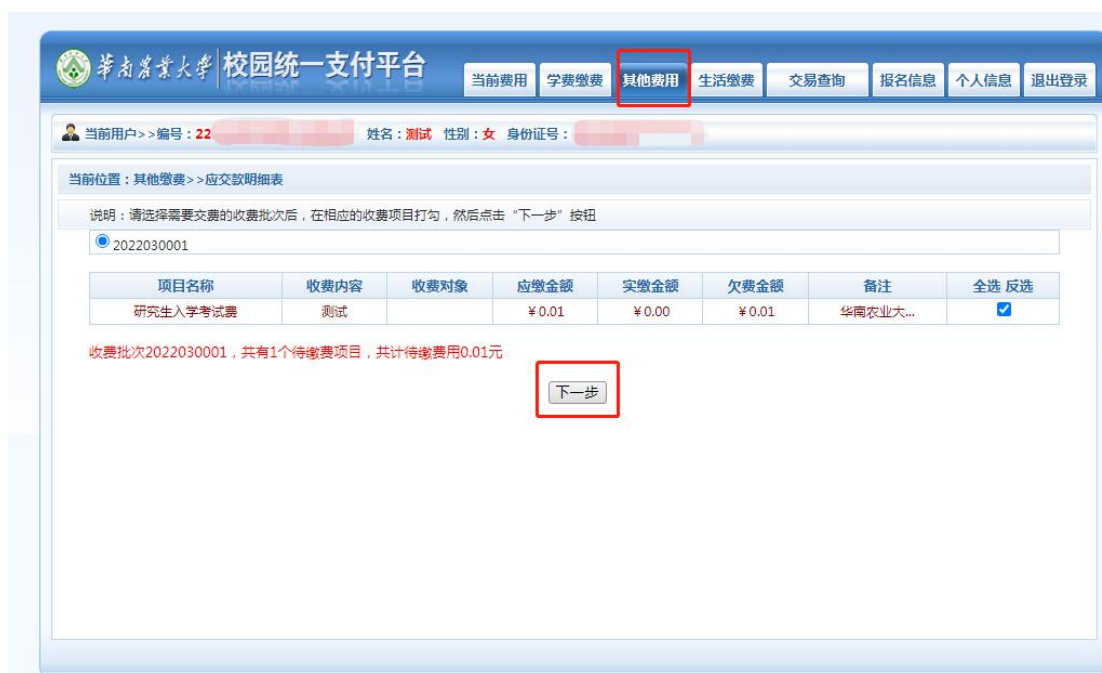 華南農業大學 校园统一支付平台
当前费用 学费缴费 其他费用 生活缴费 交易查询 报名信息 个人信息 退出登录
当前用户>>编号：22 姓名：测试 性别：女 身份证号：
当前位置：其他缴费>>应交款明细表
说明：请选择需要交费的收费批次后，在相应的收费项目打勾，然后点击“下一步”按钮
2022030001
项目名称 收费内容 收费对象 应缴金额 实缴金额 欠费金额 备注 全选 反选
研究生入学考试费 测试 ￥0.01 ￥0.00 ￥0.01 华南农业大...
收费批次2022030001，共有1个待缴费项目，共计待缴费用0.01元
下一步